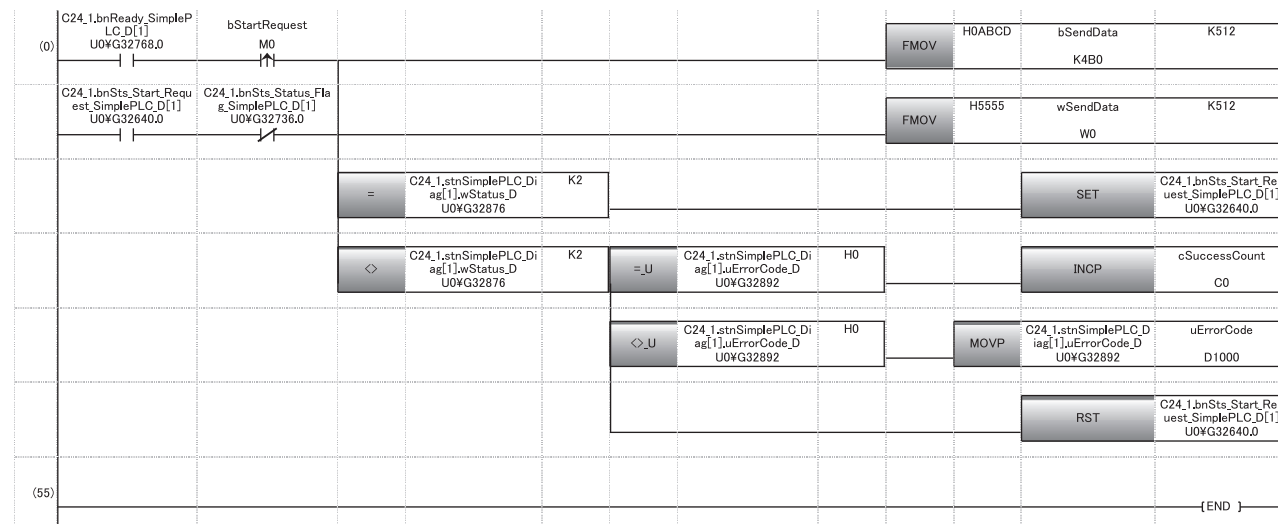 (0)
C24_1.bnReady_SimpleP
LC_D[1]
U0¥G32768.0
bStartRequest
M0
FMOV
H0ABCD
bSendData
K4B0
K512
C24_1.bnSts_Start_Requ
est_SimplePLC_D[1]
U0¥G32640.0
C24_1.bnSts_Status_Fla
g_SimplePLC_D[1]
U0¥G32736.0
FMOV
H5555
wSendData
W0
K512
=
C24_1.stnSimplePLC_Di
ag[1].wStatus_D
U0¥G32876
K2
SET
C24_1.bnSts_Start_Re
uest_SimplePLC_D[1]
U0¥G32640.0
<>
C24_1.stnSimplePLC_Di
ag[1].wStatus_D
U0¥G32876
K2
=_U
C24_1.stnSimplePLC_Di
ag[1].uErrorCode_D
U0¥G32892
H0
INCP
cSuccessCount
C0
<>_U
C24_1.stnSimplePLC_Di
ag[1].uErrorCode_D
U0¥G32892
H0
MOVP
C24_1.stnSimplePLC_D
iag[1].uErrorCode_D
U0¥G32892
uErrorCode
D1000
RST
C24_1.bnSts_Start_Re
uest_SimplePLC_D[1]
U0¥G32640.0
(55)
[END ]